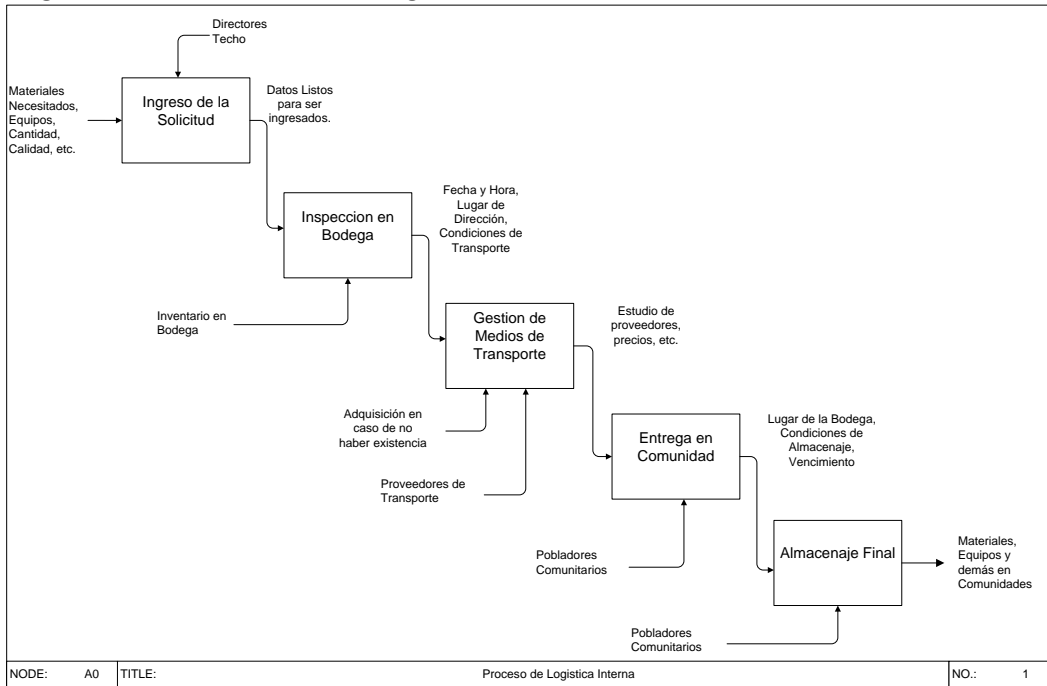 Directores
Techo
Materiales
Necesitados,
Equipos,
Cantidad,
Calidad, etc.
Ingreso de la
Solicitud
Datos Listos
para ser
ingresados.
Inspeccion en
Bodega
Fecha y Hora,
Lugar de
Dirección,
Condiciones de
Transporte
Inventario en
Bodega
Gestion de
Medios de
Transporte
Estudio de
proveedores,
precios, etc.
Adquisición en
caso de no
haber existencia
Proveedores de
Transporte
Entrega en
Comunidad
Lugar de la Bodega,
Condiciones de
Almacenaje,
Vencimiento
Pobladores
Comunitarios
Almacenaje Final
Materiales,
Equipos y
demás en
Comunidades
Pobladores
Comunitarios
NODE: A0 TITLE: Proceso de Logistica Interna NO.: 1